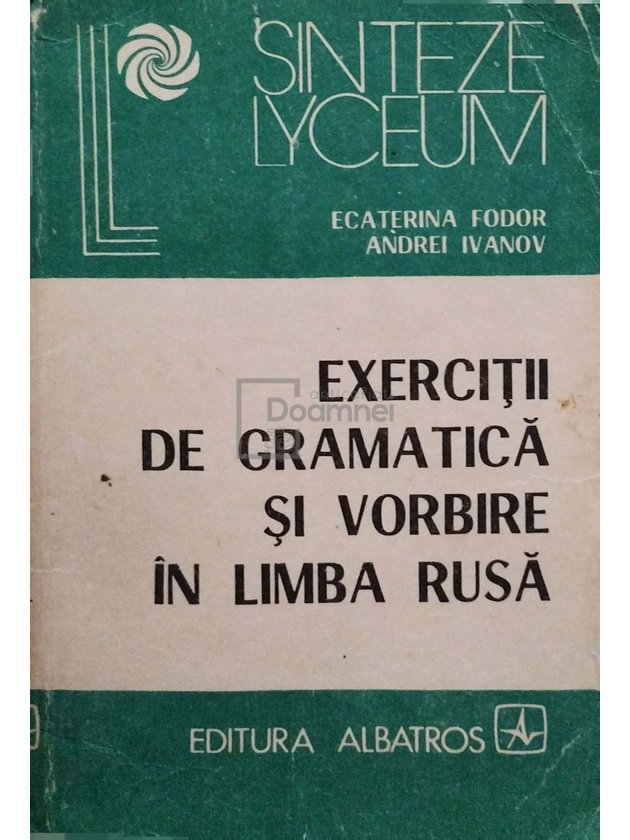 SINTEZE
LYCEUM
ECATERINA FODOR
ANDREI IVANOV
EXERCIȚII
DE GRAMATICĂ
ȘI VORBIRE
ÎN LIMBA RUSĂ
Doamnei
EDITURA ALBATROS